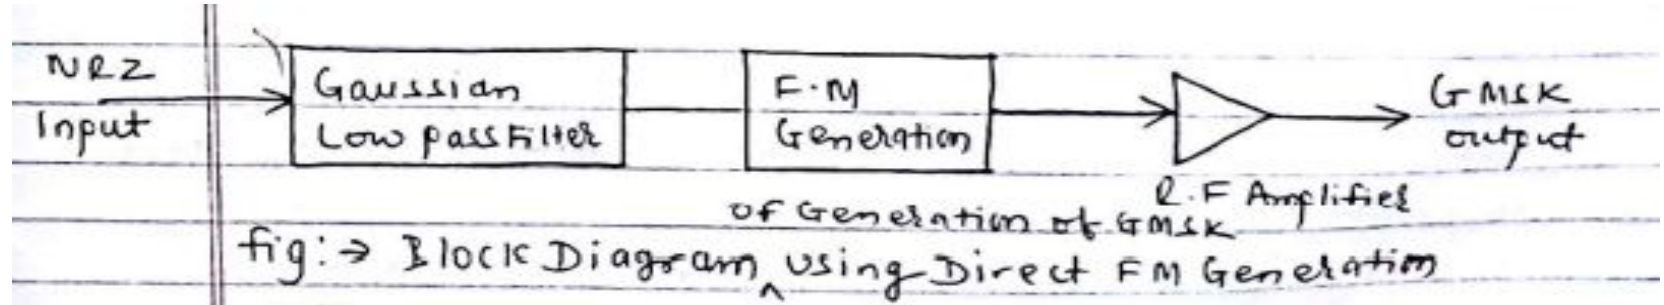 NRZ
Input
Gaussian
Low pass Filter
F.M
Generation
GMSK
output
R.F Amplifier
of Generation of GMSK
fig:→ Block Diagram ^ using Direct FM Generation